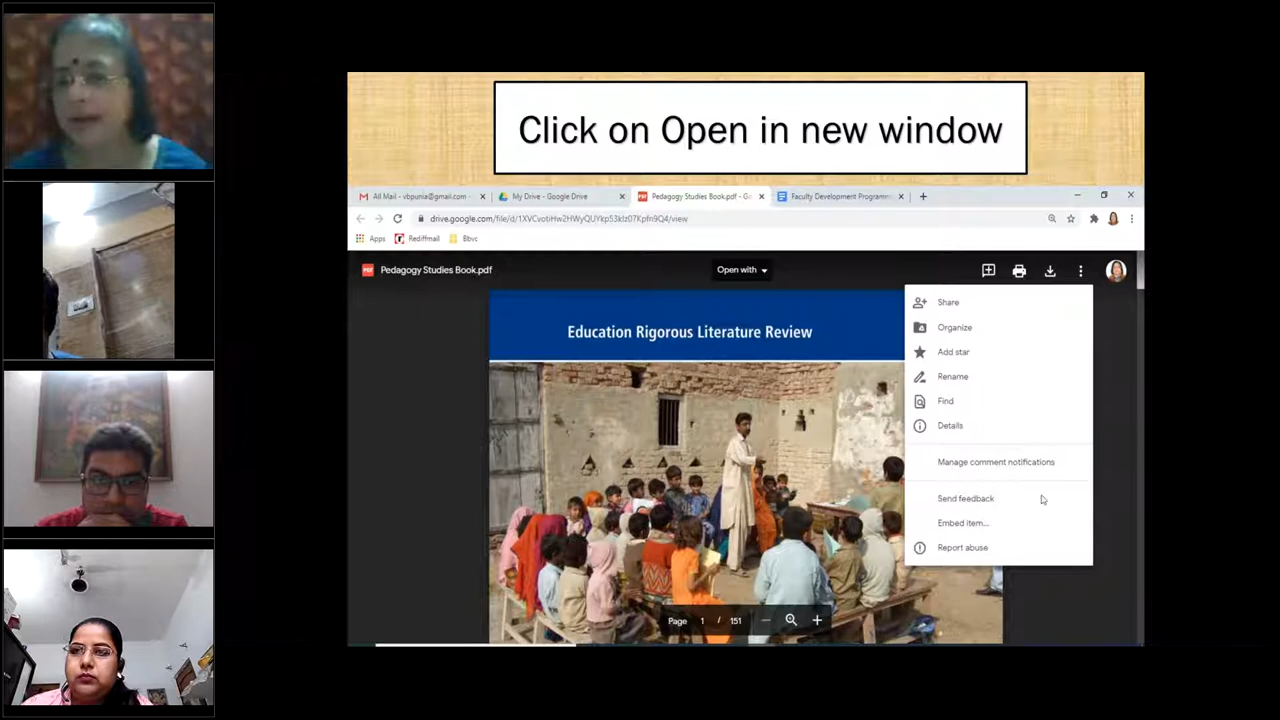 Click on Open in new window
All Mail - vbpunia@gmail.com -
My Drive - Google Drive
Pedagogy Studies Book.pdf - Go
Faculty Development Programm
drive.google.com/file/d/1XVCvotiHw2HWyQUYkp53klz07Kpfn9Q4/view
Apps
Rediffmail
Bbvc
PDF
Pedagogy Studies Book.pdf
Open with
Education Rigorous Literature Review
Share
Organize
Add star
Rename
Find
Details
Manage comment notifications
Send feedback
Embed item...
Report abuse
Page 1 / 151